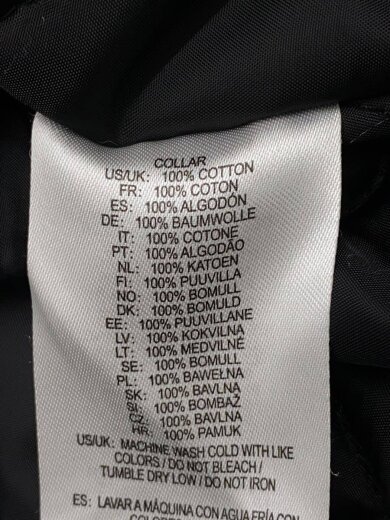 COLLAR
US/UK: 100% COTTON
FR: 100% COTON
ES: 100% ALGODÓN
DE: 100% BAUMWOLLE
IT: 100% COTONE
PT: 100% ALGODÃO
NL: 100% KATOEN
FI: 100% PUUVILLA
NO: 100% BOMULL
DK: 100% BOMULD
EE: 100% PUUVILLANE
LV: 100% KOKVILNA
LT: 100% MEDVILNĖ
SE: 100% BOMULL
PL: 100% BAWEŁNA
SK: 100% BAVLNA
SI: 100% BOMBAŽ
CZ: 100% BAVLNA
HR: 100% PAMUK
US/UK: MACHINE WASH COLD WITH LIKE
COLORS / DO NOT BLEACH /
TUMBLE DRY LOW / DO NOT IRON
ES: LAVAR A MÁQUINA CON AGUA FRÍA CON